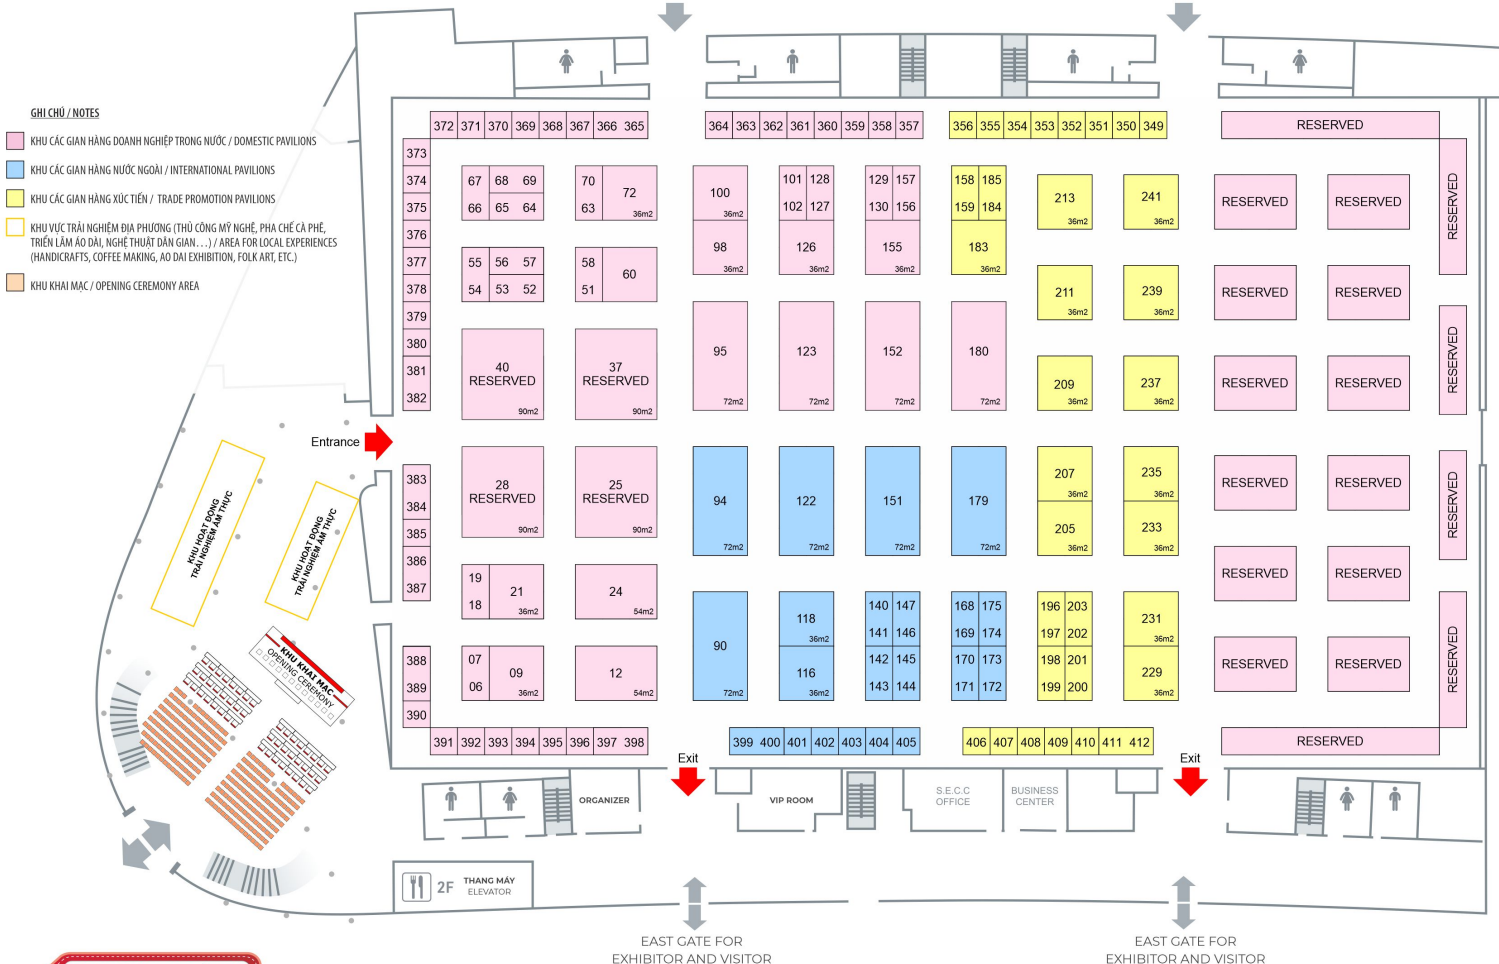 GHI CHÚ / NOTES
KHU CÁC GIAN HÀNG DOANH NGHIỆP TRONG NƯỚC / DOMESTIC PAVILIONS
KHU CÁC GIAN HÀNG NƯỚC NGOÀI / INTERNATIONAL PAVILIONS
KHU CÁC GIAN HÀNG XÚC TIẾN / TRADE PROMOTION PAVILIONS
KHU VỰC TRẢI NGHIỆM ĐỊA PHƯƠNG (THỦ CÔNG MỸ NGHỆ, PHA CHẾ CÀ PHÊ,
TRIỂN LÃM ÁO DÀI, NGHỆ THUẬT DÂN GIAN...) / AREA FOR LOCAL EXPERIENCES
(HANDICRAFTS, COFFEE MAKING, AO DAI EXHIBITION, FOLK ART, ETC.)
KHU KHAI MẠC / OPENING CEREMONY AREA
372 371 370 369 368 367 366 365
364 363 362 361 360 359 358 357
356 355 354 353 352 351 350 349
RESERVED
373
374
375
376
377
378
379
380
381
382
67 68 69
66 65 64
70
63
72
36m2
55 56 57
54 53 52
58
51
60
40
RESERVED
90m2
37
RESERVED
90m2
100
36m2
98
36m2
101 128
102 127
126
36m2
129 157
130 156
155
36m2
158 185
159 184
183
36m2
95
72m2
123
72m2
152
72m2
180
72m2
213
36m2
241
36m2
211
36m2
239
36m2
209
36m2
237
36m2
RESERVED
RESERVED
RESERVED
RESERVED
RESERVED
RESERVED
RESERVED
RESERVED
Entrance
383
384
385
386
387
388
389
390
28
RESERVED
90m2
25
RESERVED
90m2
19
18
21
36m2
24
54m2
07
06
09
36m2
12
54m2
94
72m2
122
72m2
151
72m2
179
72m2
90
72m2
118
36m2
116
36m2
140 147
141 146
142 145
143 144
168 175
169 174
170 173
171 172
207
36m2
205
36m2
235
36m2
233
36m2
196 203
197 202
198 201
199 200
231
36m2
229
36m2
RESERVED
RESERVED
RESERVED
RESERVED
RESERVED
RESERVED
RESERVED
RESERVED
391 392 393 394 395 396 397 398
399 400 401 402 403 404 405
406 407 408 409 410 411 412
RESERVED
KHU HOẠT ĐỘNG
TRẢI NGHIỆM ẨM THỰC
KHU HOẠT ĐỘNG
TRẢI NGHIỆM ẨM THỰC
KHU KHAI MẠC
OPENING CEREMONY
Exit
Exit
ORGANIZER
VIP ROOM
S.E.C.C
OFFICE
BUSINESS
CENTER
2F
THANG MÁY
ELEVATOR
EAST GATE FOR
EXHIBITOR AND VISITOR
EAST GATE FOR
EXHIBITOR AND VISITOR